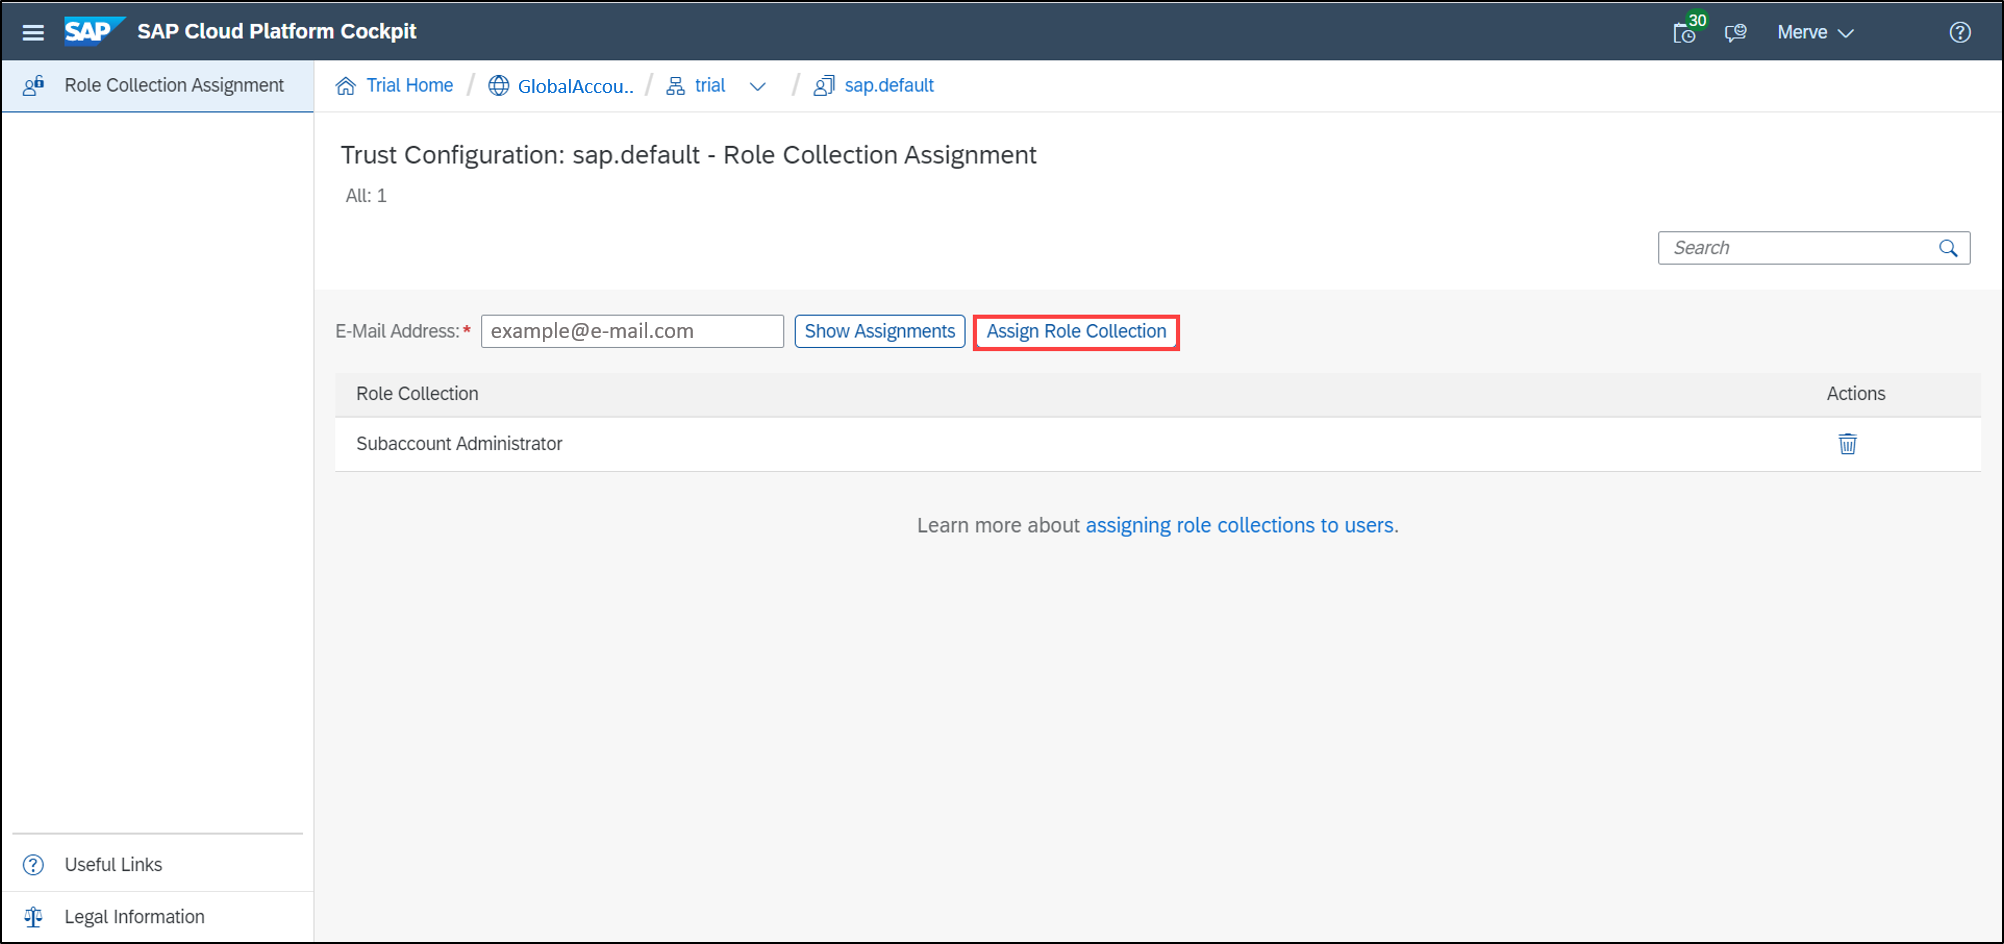 SAP SAP Cloud Platform Cockpit 30 Merve
Role Collection Assignment
Trial Home / GlobalAccou.. / trial / sap.default
Trust Configuration: sap.default - Role Collection Assignment
All: 1
Search
E-Mail Address:* example@e-mail.com Show Assignments Assign Role Collection
Role Collection Actions
Subaccount Administrator
Learn more about assigning role collections to users.
Useful Links
Legal Information